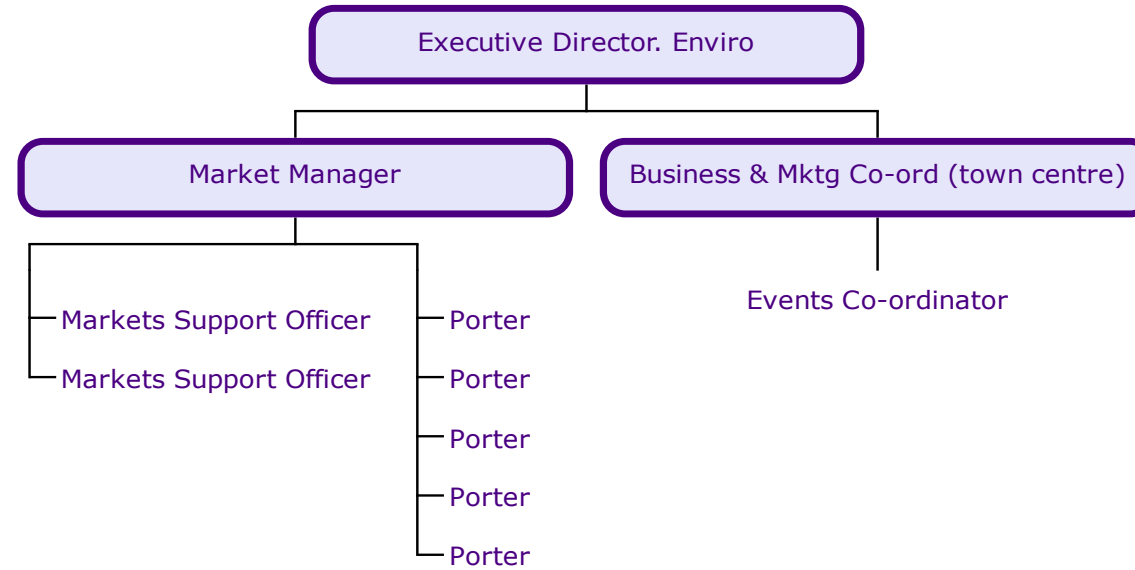 Executive Director. Enviro
Market Manager
Business & Mktg Co-ord (town centre)
Events Co-ordinator
Markets Support Officer
Markets Support Officer
Porter
Porter
Porter
Porter
Porter